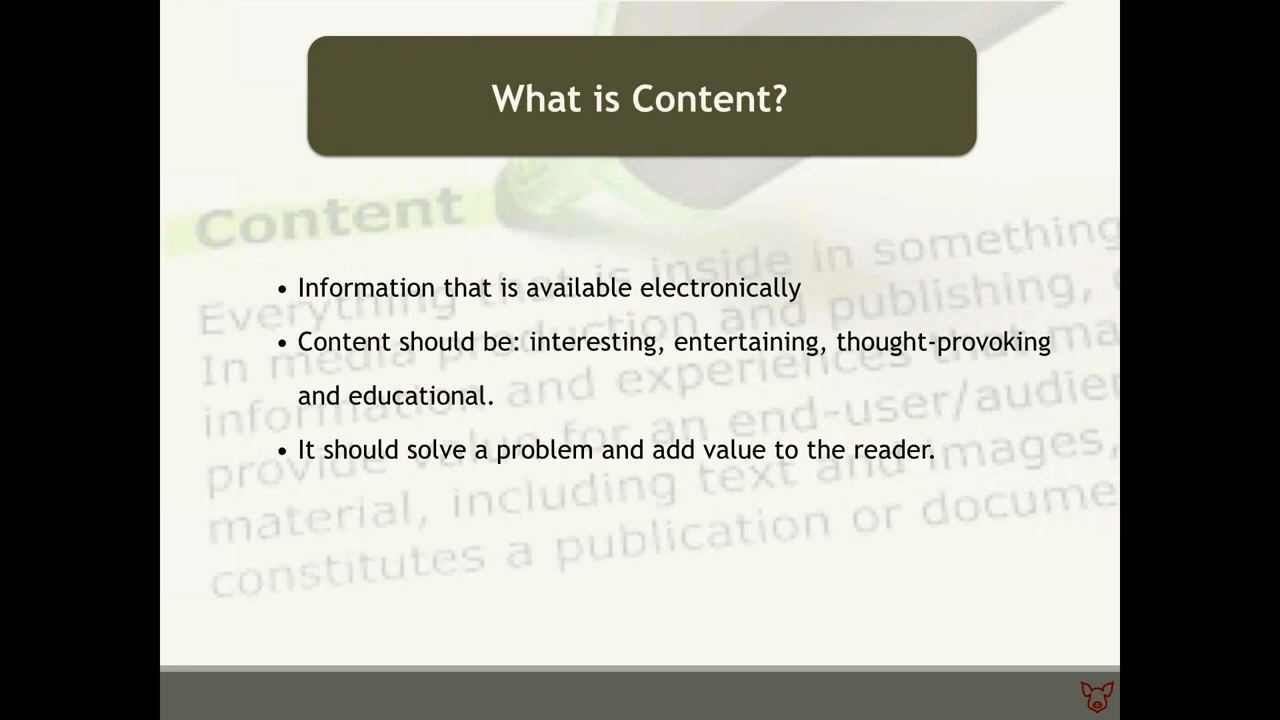 What is Content?
Content
Everything that is inside in something
• Information that is available electronically
In media production and publishing,
• Content should be: interesting, entertaining, thought-provoking
information and experiences that
and educational.
provide value for an end-user/audien
• It should solve a problem and add value to the reader.
material, including text and images,
constitutes a publication or docume